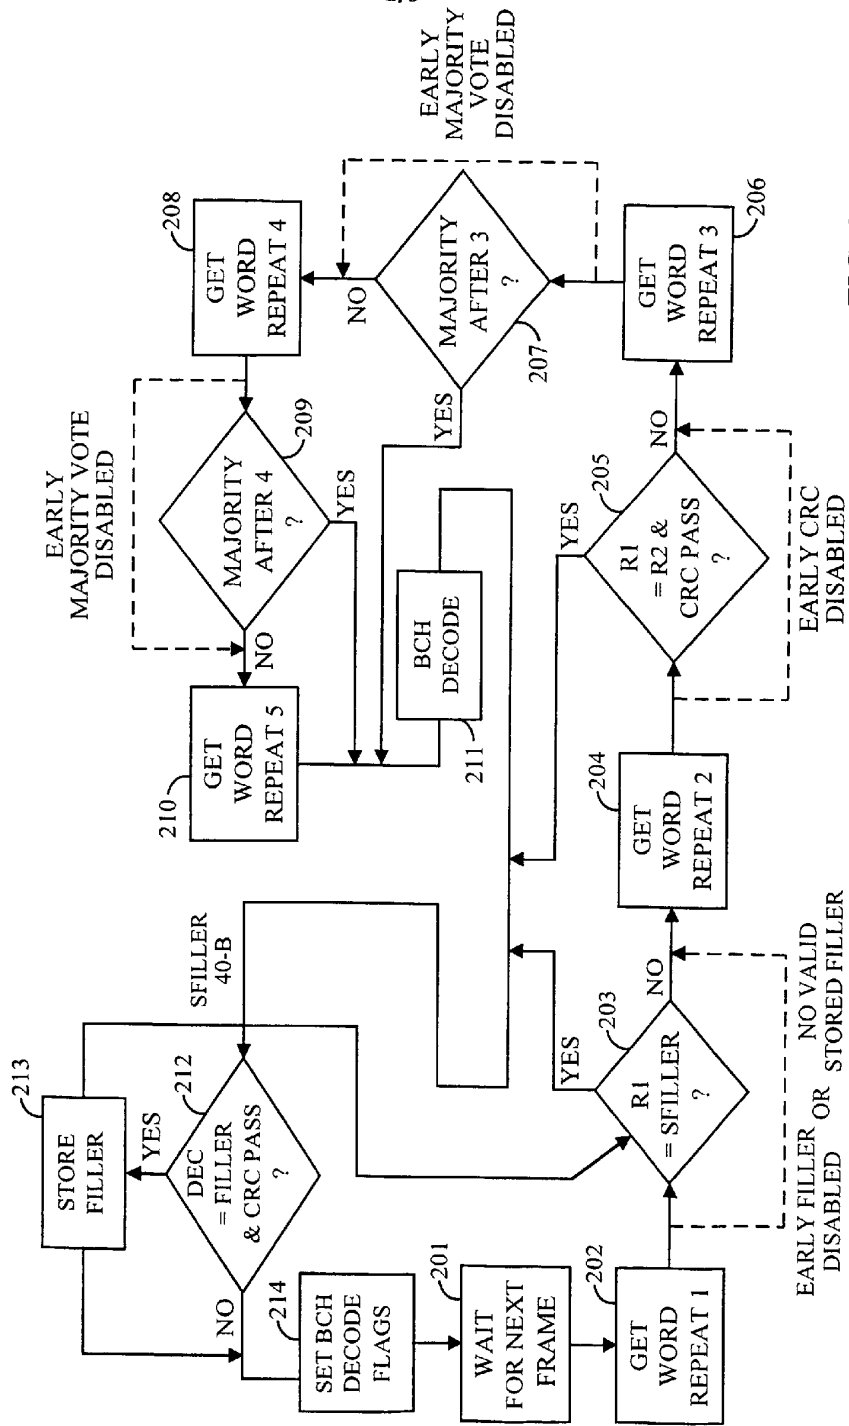 213
STORE
FILLER
YES
212
DEC
= FILLER
& CRC PASS
?
NO
214
SET BCH
DECODE
FLAGS
201
WAIT
FOR NEXT
FRAME
202
GET
WORD
REPEAT 1
EARLY FILLER
DISABLED
OR
NO VALID
STORED FILLER
203
R1
= SFILLER
?
YES
NO
SFILLER
40-B
204
GET
WORD
REPEAT 2
205
R1
= R2 &
CRC PASS
?
YES
NO
EARLY CRC
DISABLED
206
GET
WORD
REPEAT 3
207
MAJORITY
AFTER 3
?
YES
NO
EARLY
MAJORITY
VOTE
DISABLED
208
GET
WORD
REPEAT 4
209
MAJORITY
AFTER 4
?
YES
NO
EARLY
MAJORITY VOTE
DISABLED
210
GET
WORD
REPEAT 5
211
BCH
DECODE